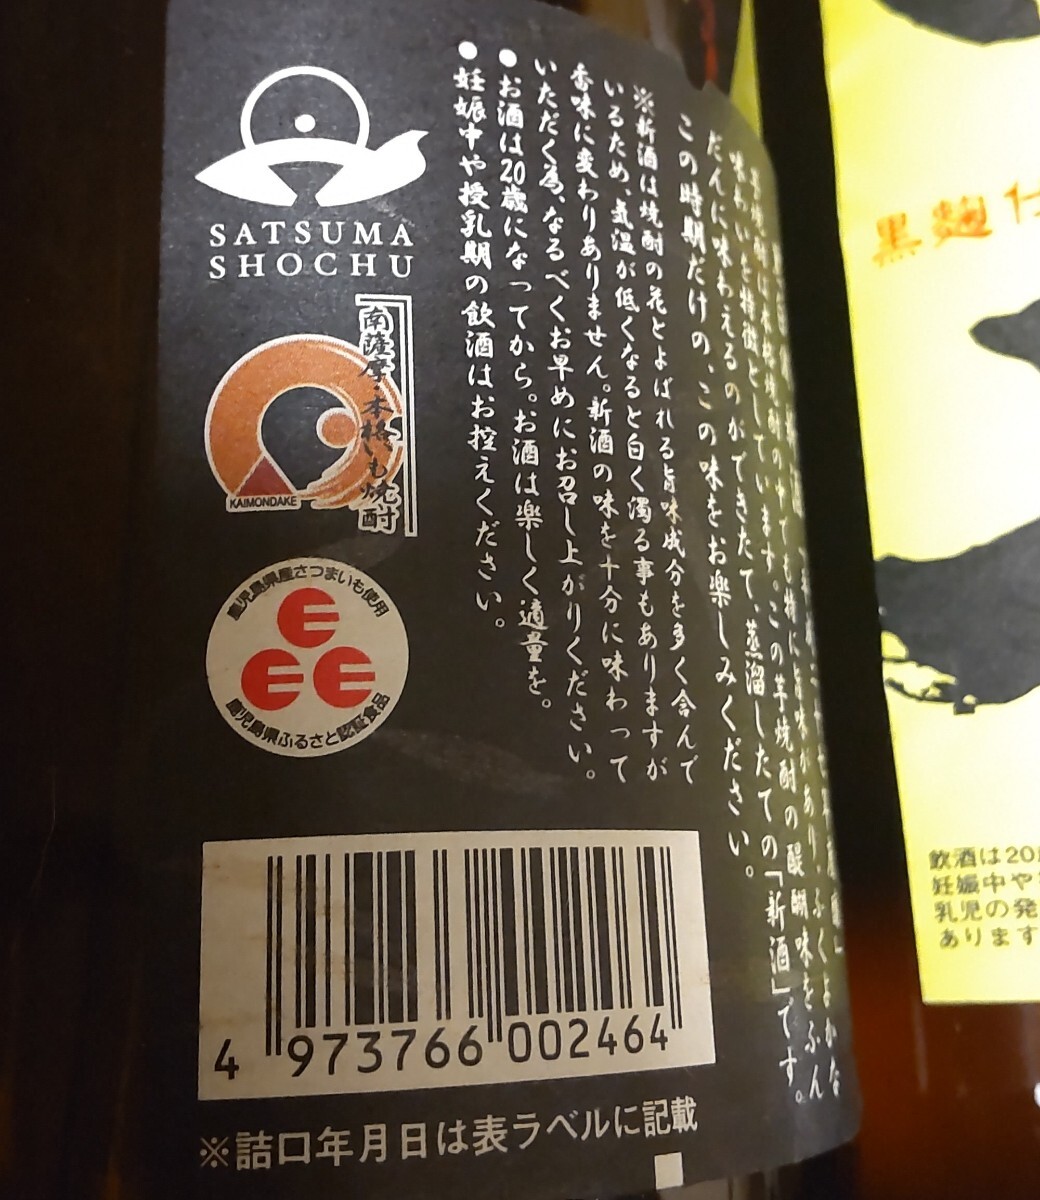 味わいを特徴としています。この芋焼酎の醍醐味をふん
だんに味わえるのができたて、蒸溜したての「新酒」です。
この時期だけの、この味をお楽しみください。
※新酒は焼酎の花とよばれる旨味成分を多く含んで
いるため、気温が低くなると白く濁る事もありますが
香味に変わりありません。新酒の味を十分に味わって
いただく為、なるべくお早めにお召し上がりください。
●お酒は20歳になってから。お酒は楽しく適量を。
●妊娠中や授乳期の飲酒はお控えください。
SATSUMA
SHOCHU
南薩摩・本格いも焼酎
KAIMONDAKE
鹿児島県産さつまいも使用
鹿児島県ふるさと認証食品
4 973766 002464
※詰口年月日は表ラベルに記載
黒麹仕
飲酒は20歳
妊娠中や
乳児の発
あります